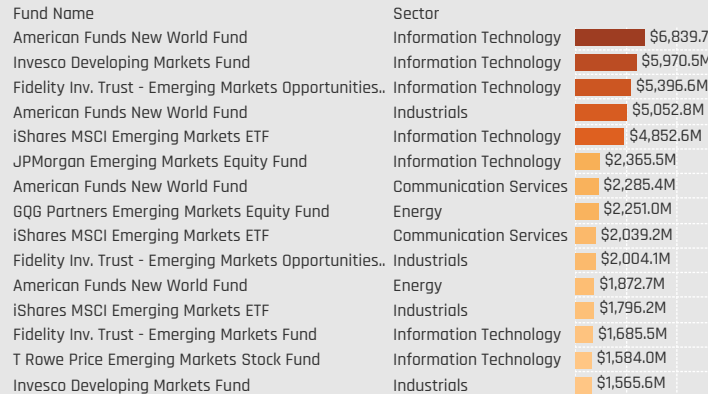 Fund Name Sector
American Funds New World Fund Information Technology $6,839.7
Invesco Developing Markets Fund Information Technology $5,970.5M
Fidelity Inv. Trust - Emerging Markets Opportunities.. Information Technology $5,396.6M
American Funds New World Fund Industrials $5,052.8M
iShares MSCI Emerging Markets ETF Information Technology $4,852.6M
JPMorgan Emerging Markets Equity Fund Information Technology $2,365.5M
American Funds New World Fund Communication Services $2,285.4M
GQG Partners Emerging Markets Equity Fund Energy $2,251.0M
iShares MSCI Emerging Markets ETF Communication Services $2,039.2M
Fidelity Inv. Trust - Emerging Markets Opportunities.. Industrials $2,004.1M
American Funds New World Fund Energy $1,872.7M
iShares MSCI Emerging Markets ETF Industrials $1,796.2M
Fidelity Inv. Trust - Emerging Markets Fund Information Technology $1,685.5M
T Rowe Price Emerging Markets Stock Fund Information Technology $1,584.0M
Invesco Developing Markets Fund Industrials $1,565.6M